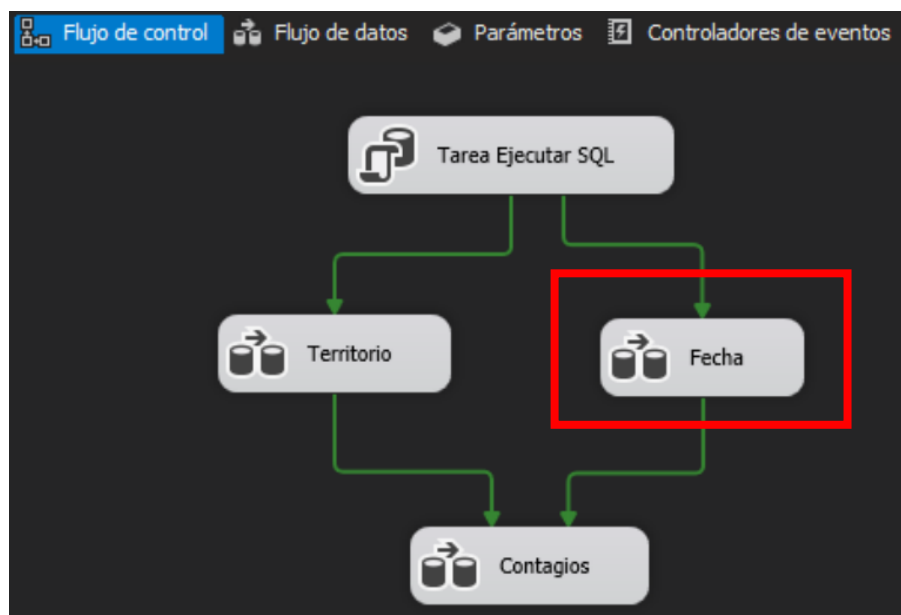 Flujo de control Flujo de datos Parámetros Controladores de eventos
Tarea Ejecutar SQL
Territorio
Fecha
Contagios